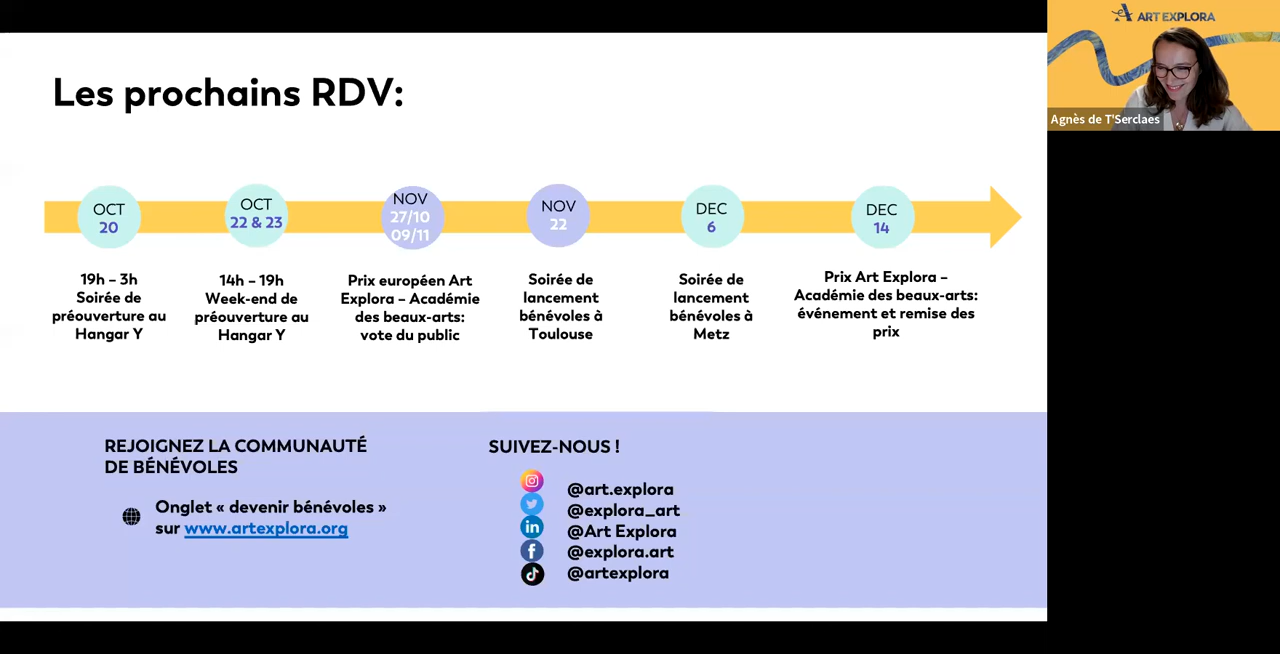 Les prochains RDV:
OCT
20
OCT
22 & 23
NOV
27/10
09/11
NOV
22
DEC
6
DEC
14
19h – 3h
Soirée de
préouverture au
Hangar Y
14h – 19h
Week-end de
préouverture au
Hangar Y
Prix européen Art
Explora – Académie
des beaux-arts:
vote du public
Soirée de
lancement
bénévoles à
Toulouse
Soirée de
lancement
bénévoles à
Metz
Prix Art Explora –
Académie des beaux-arts:
événement et remise des
prix
REJOIGNEZ LA COMMUNAUTÉ
DE BÉNÉVOLES
Onglet « devenir bénévoles »
sur www.artexplora.org
SUIVEZ-NOUS !
@art.explora
@explora_art
@Art Explora
@explora.art
@artexplora
ART EXPLORA
Agnès de T'Serclaes